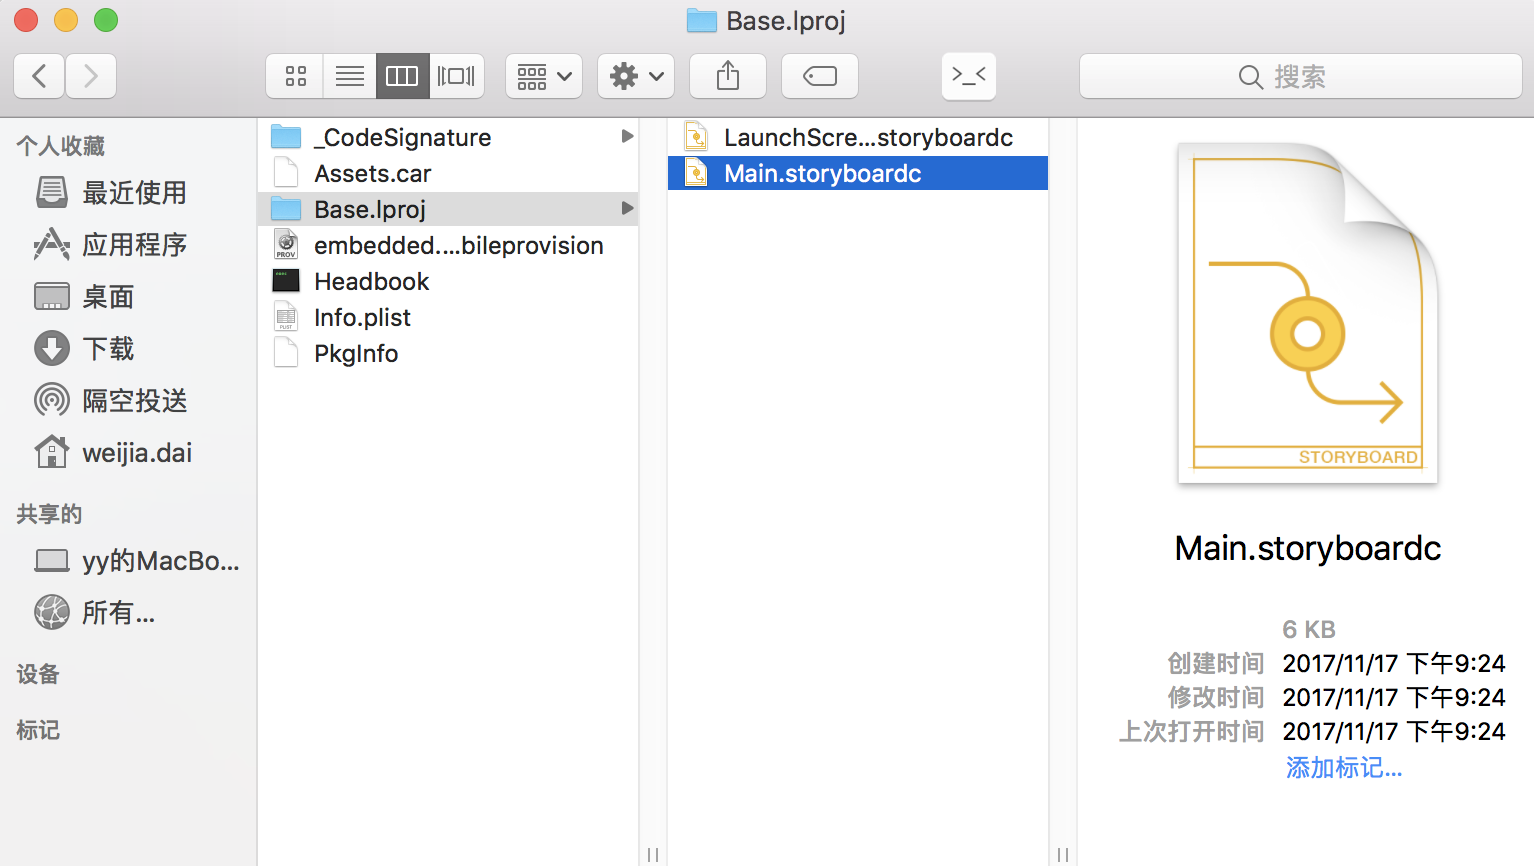 Base.lproj
>_<
搜索
个人收藏
最近使用
应用程序
桌面
下载
隔空投送
weijia.dai
共享的
yy的MacBo...
所有...
设备
标记
_CodeSignature
Assets.car
Base.lproj
embedded....bileprovision
PROV
Headbook
Info.plist
PLIST
PkgInfo
LaunchScre...storyboardc
Main.storyboardc
STORYBOARD
Main.storyboardc
6 KB
创建时间 2017/11/17 下午9:24
修改时间 2017/11/17 下午9:24
上次打开时间 2017/11/17 下午9:24
添加标记...